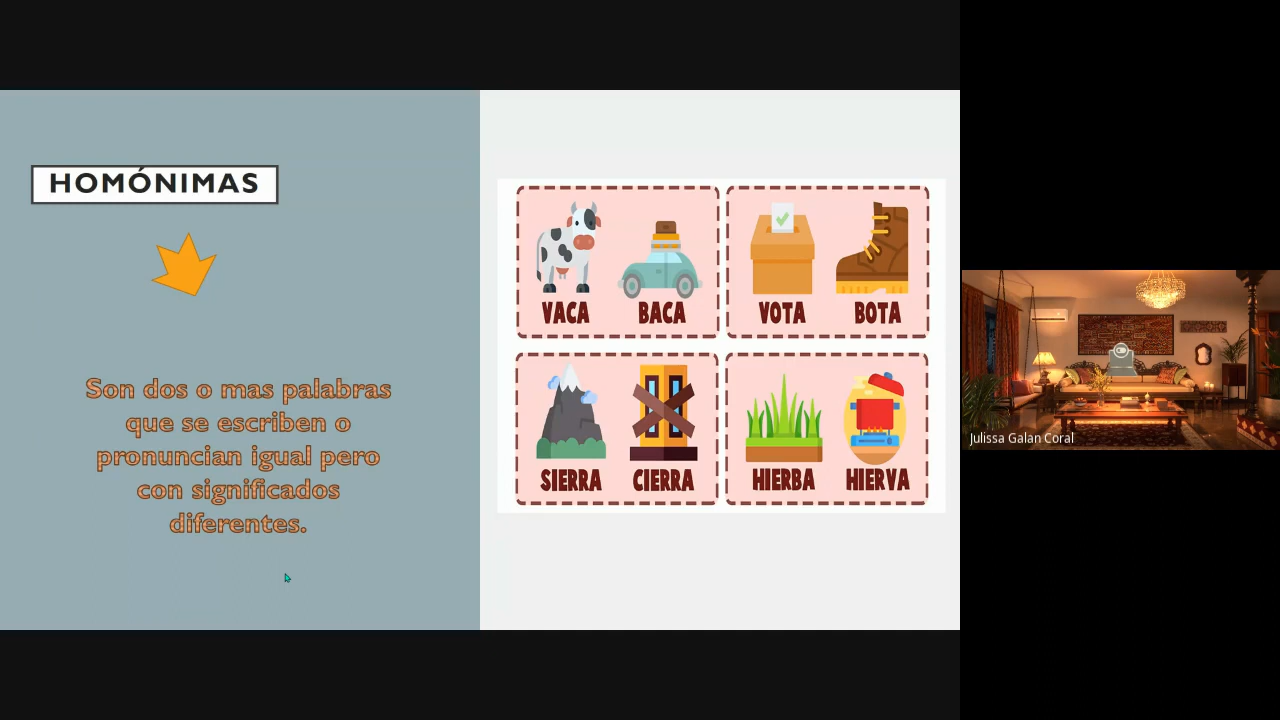 HOMÓNIMAS
Son dos o mas palabras
que se escriben o
pronuncian igual pero
con significados
diferentes.
VACA BACA
VOTA BOTA
SIERRA CIERRA
HIERBA HIERVA
Julissa Galan Coral